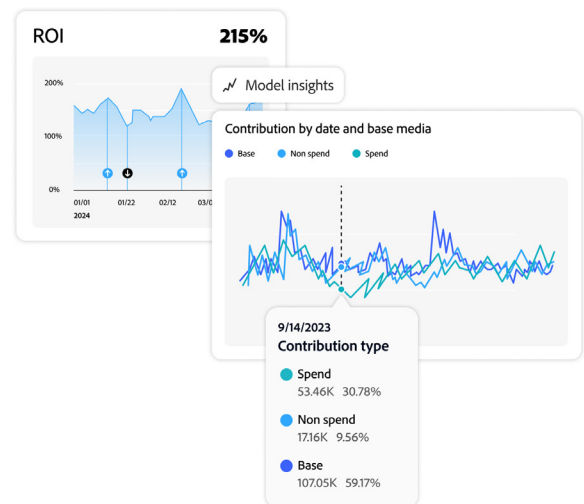 ROI 215%
Model insights
200%
100%
0%
01/01 01/22 02/12
2024
Contribution by date and base media
Base Non spend Spend
9/14/2023
Contribution type
Spend
53.46K 30.78%
Non spend
17.16K 9.56%
Base
107.05K 59.17%